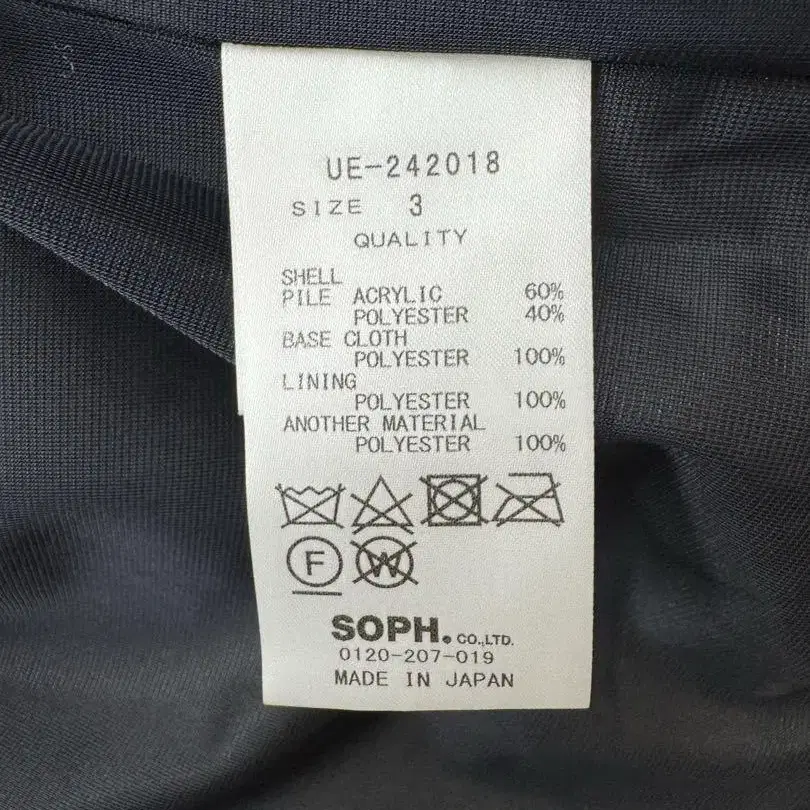 UE-242018
SIZE 3
QUALITY
SHELL
PILE ACRYLIC 60%
POLYESTER 40%
BASE CLOTH
POLYESTER 100%
LINING
POLYESTER 100%
ANOTHER MATERIAL
POLYESTER 100%
F W
SOPH. CO.,LTD.
0120-207-019
MADE IN JAPAN